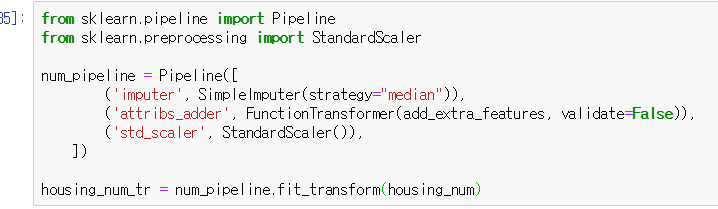 35]:
from sklearn.pipeline import Pipeline
from sklearn.preprocessing import StandardScaler
num_pipeline = Pipeline([
('imputer', SimpleImputer(strategy="median")),
('attribs_adder', FunctionTransformer(add_extra_features, validate=False)),
('std_scaler', StandardScaler()),
])
housing_num_tr = num_pipeline.fit_transform(housing_num)